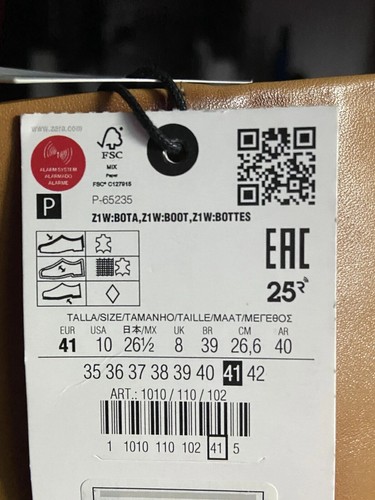 www.zara.com
FSC
MIX
Paper
FSC® C127915
ALARM SYSTEM
ALARMADO
ALARME
P
P-65235
Z1W:BOTA,Z1W:BOOT,Z1W:BOTTES
EAC
25
TALLA/SIZE/TAMANHO/TAILLE/MAAT/ΜΕΓΕΘΟΣ
EUR USA 日本/MX UK BR CM AR
41 10 26½ 8 39 26,6 40
35 36 37 38 39 40 41 42
ART.: 1010 / 110 / 102
1 1010 110 102 41 5